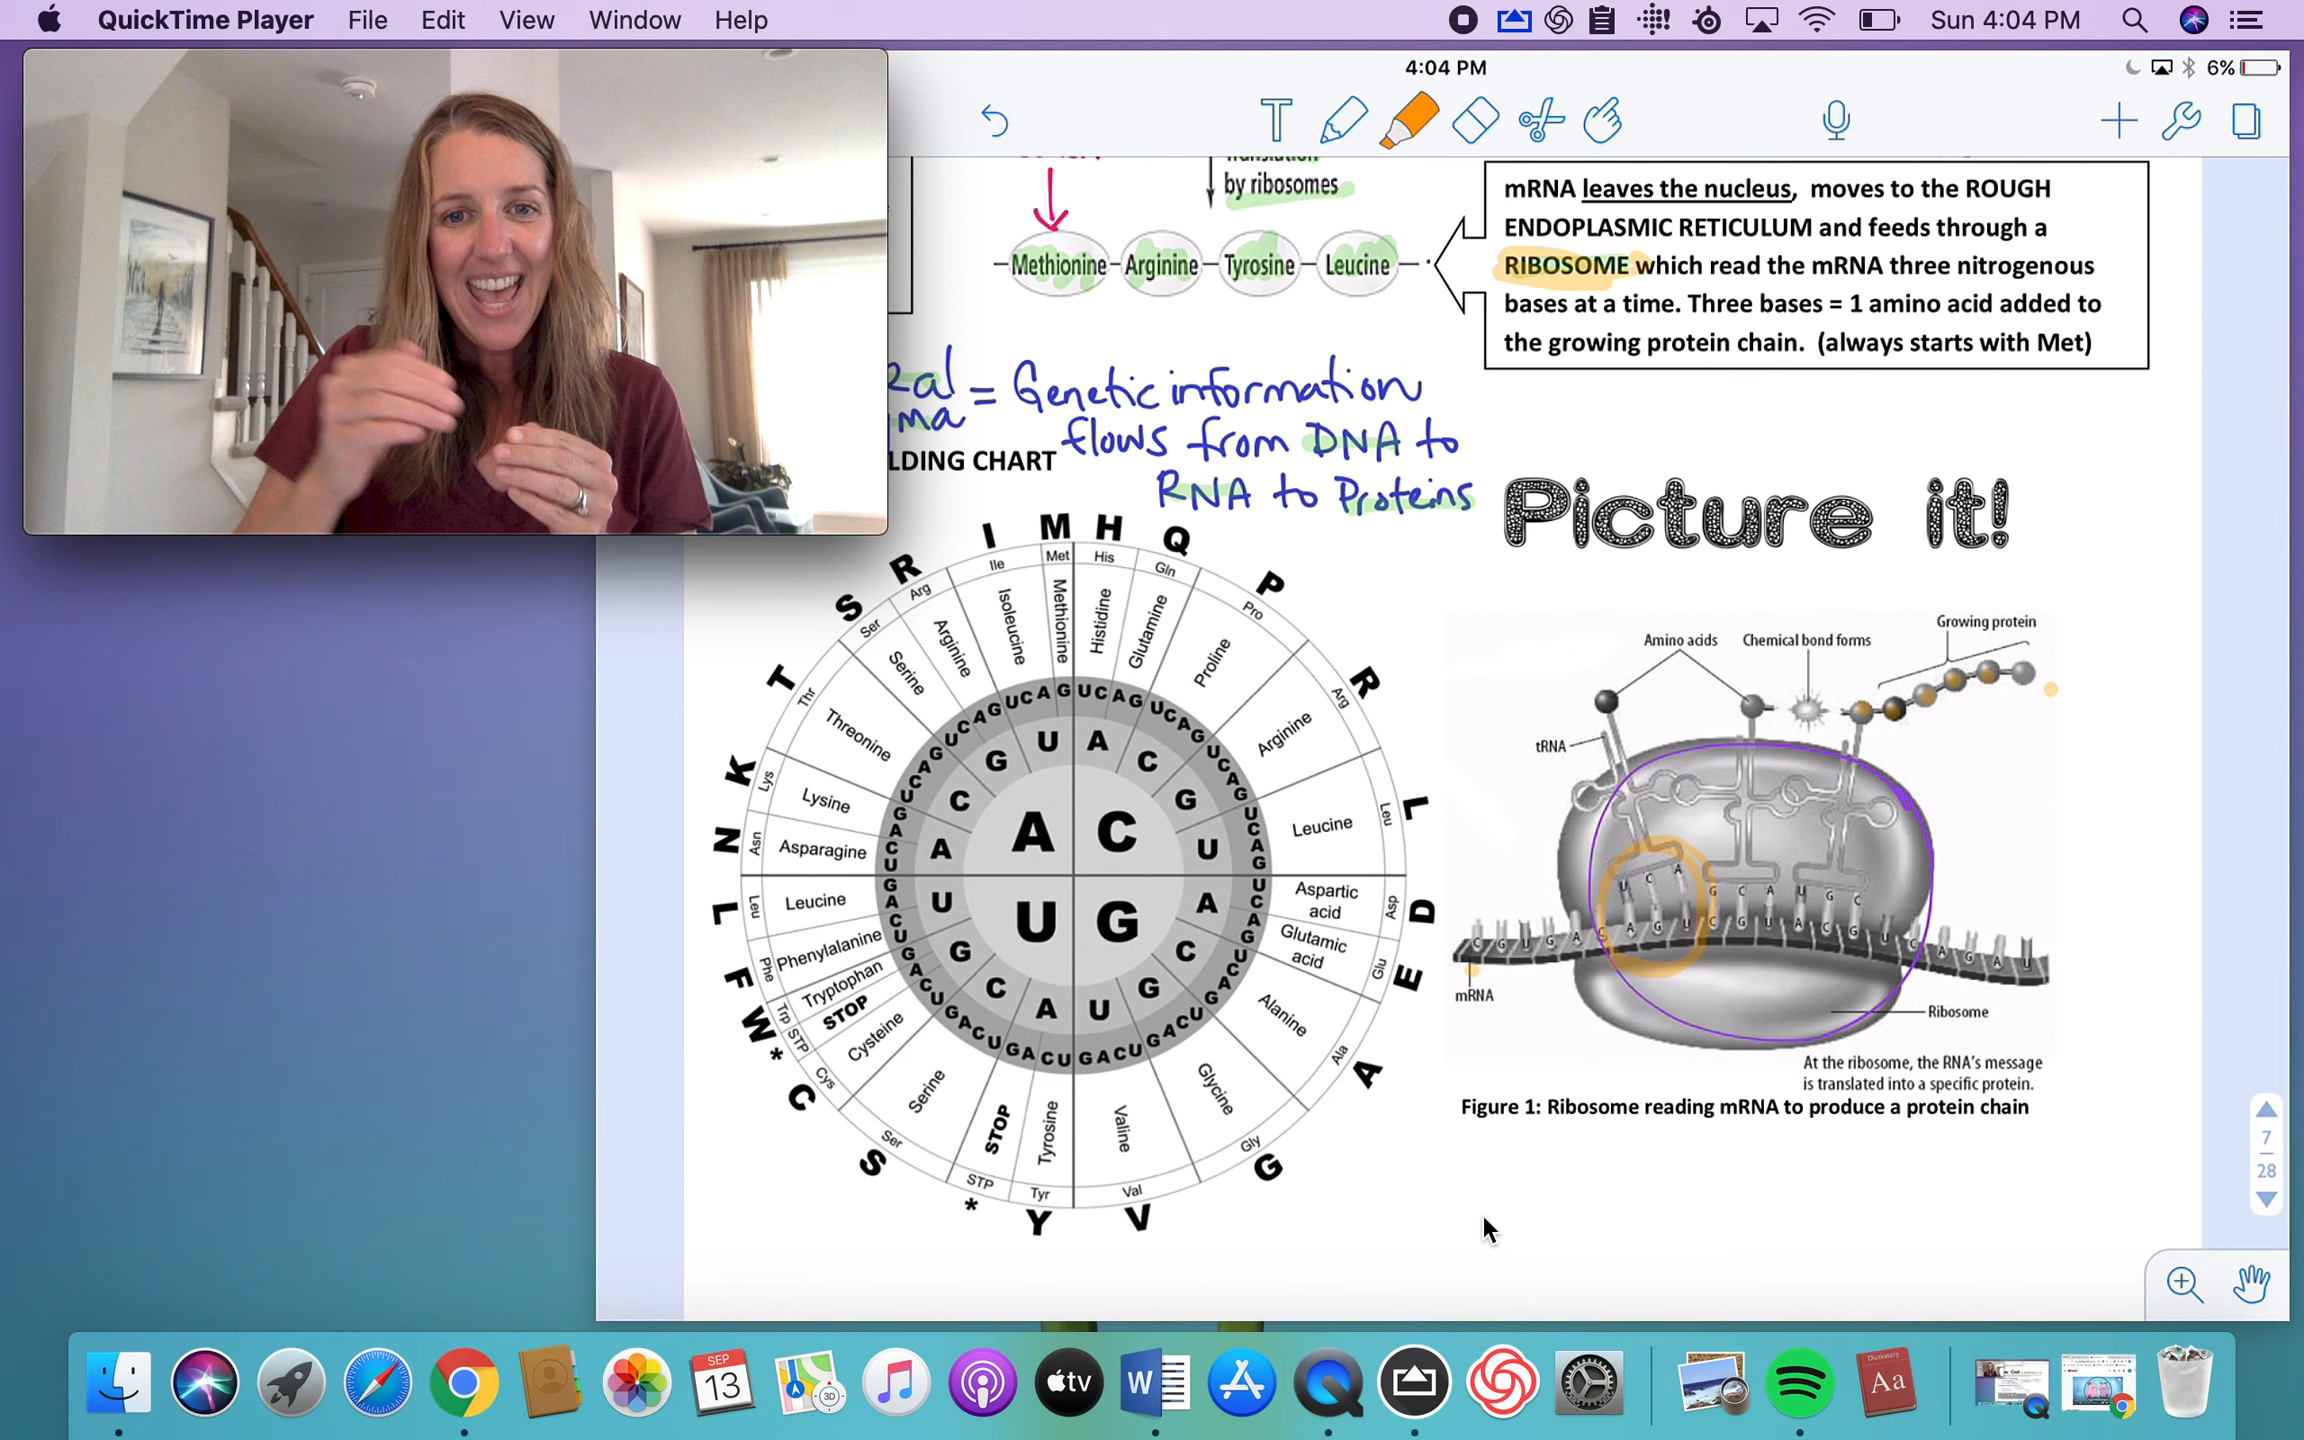 QuickTime Player File Edit View Window Help Sun 4:04 PM
4:04 PM 6%
T
by ribosomes
Methionine Arginine Tyrosine Leucine
mRNA leaves the nucleus, moves to the ROUGH
ENDOPLASMIC RETICULUM and feeds through a
RIBOSOME which read the mRNA three nitrogenous
bases at a time. Three bases = 1 amino acid added to
the growing protein chain. (always starts with Met)
= Genetic information
flows from DNA to
RNA to Proteins
LDING CHART
Picture it!
M H Q P R L D E A G V Y * S C * W F L N K T S R I
Met His Gln Pro Arg Leu Asp Glu Ala Gly Val Tyr STP Ser Cys STP Trp Phe Leu Asn Lys Thr Ser Arg Ile
Methionine
Histidine
Glutamine
Proline
Arginine
Leucine
Aspartic
acid
Glutamic
acid
Alanine
Glycine
Valine
Tyrosine
STOP
Serine
Cysteine
STOP
Tryptophan
Phenylalanine
Leucine
Asparagine
Lysine
Threonine
Serine
Arginine
Isoleucine
U A C G U A C G U A C G U A C G
A C
U G
Growing protein
Amino acids Chemical bond forms
tRNA
U C A G C A U G C
C G U G A C A G U C G U A C G U C A G A U
mRNA
Ribosome
At the ribosome, the RNA's message
is translated into a specific protein.
Figure 1: Ribosome reading mRNA to produce a protein chain
7
28
SEP
13
3D
tv
W
Dictionary
Aa